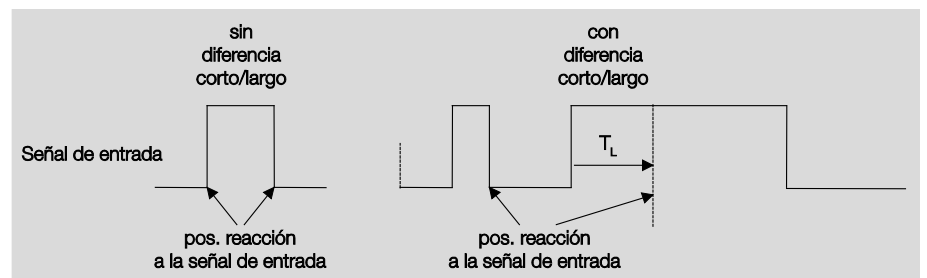 sin
diferencia
corto/largo
con
diferencia
corto/largo
Señal de entrada
TL
pos. reacción
a la señal de entrada
pos. reacción
a la señal de entrada